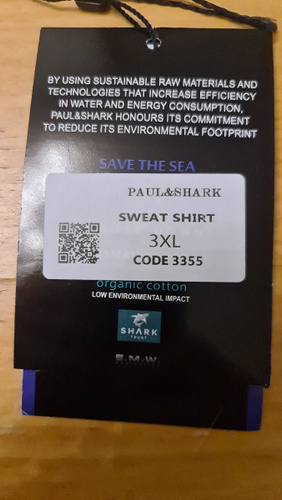 BY USING SUSTAINABLE RAW MATERIALS AND
TECHNOLOGIES THAT INCREASE EFFICIENCY
IN WATER AND ENERGY CONSUMPTION,
PAUL&SHARK HONOURS ITS COMMITMENT
TO REDUCE ITS ENVIRONMENTAL FOOTPRINT
SAVE THE SEA
PAUL&SHARK
SWEAT SHIRT
3XL
CODE 3355
organic cotton
LOW ENVIRONMENTAL IMPACT
SHARK
TRUST
E.M.W.